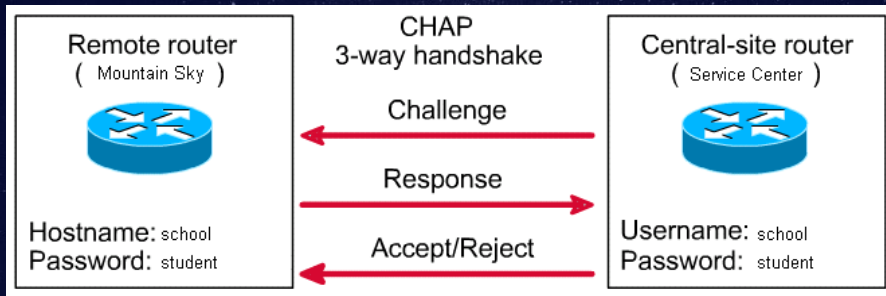 Remote router
( Mountain Sky )
Hostname: school
Password: student
CHAP
3-way handshake
Challenge
Response
Accept/Reject
Central-site router
( Service Center )
Username: school
Password: student